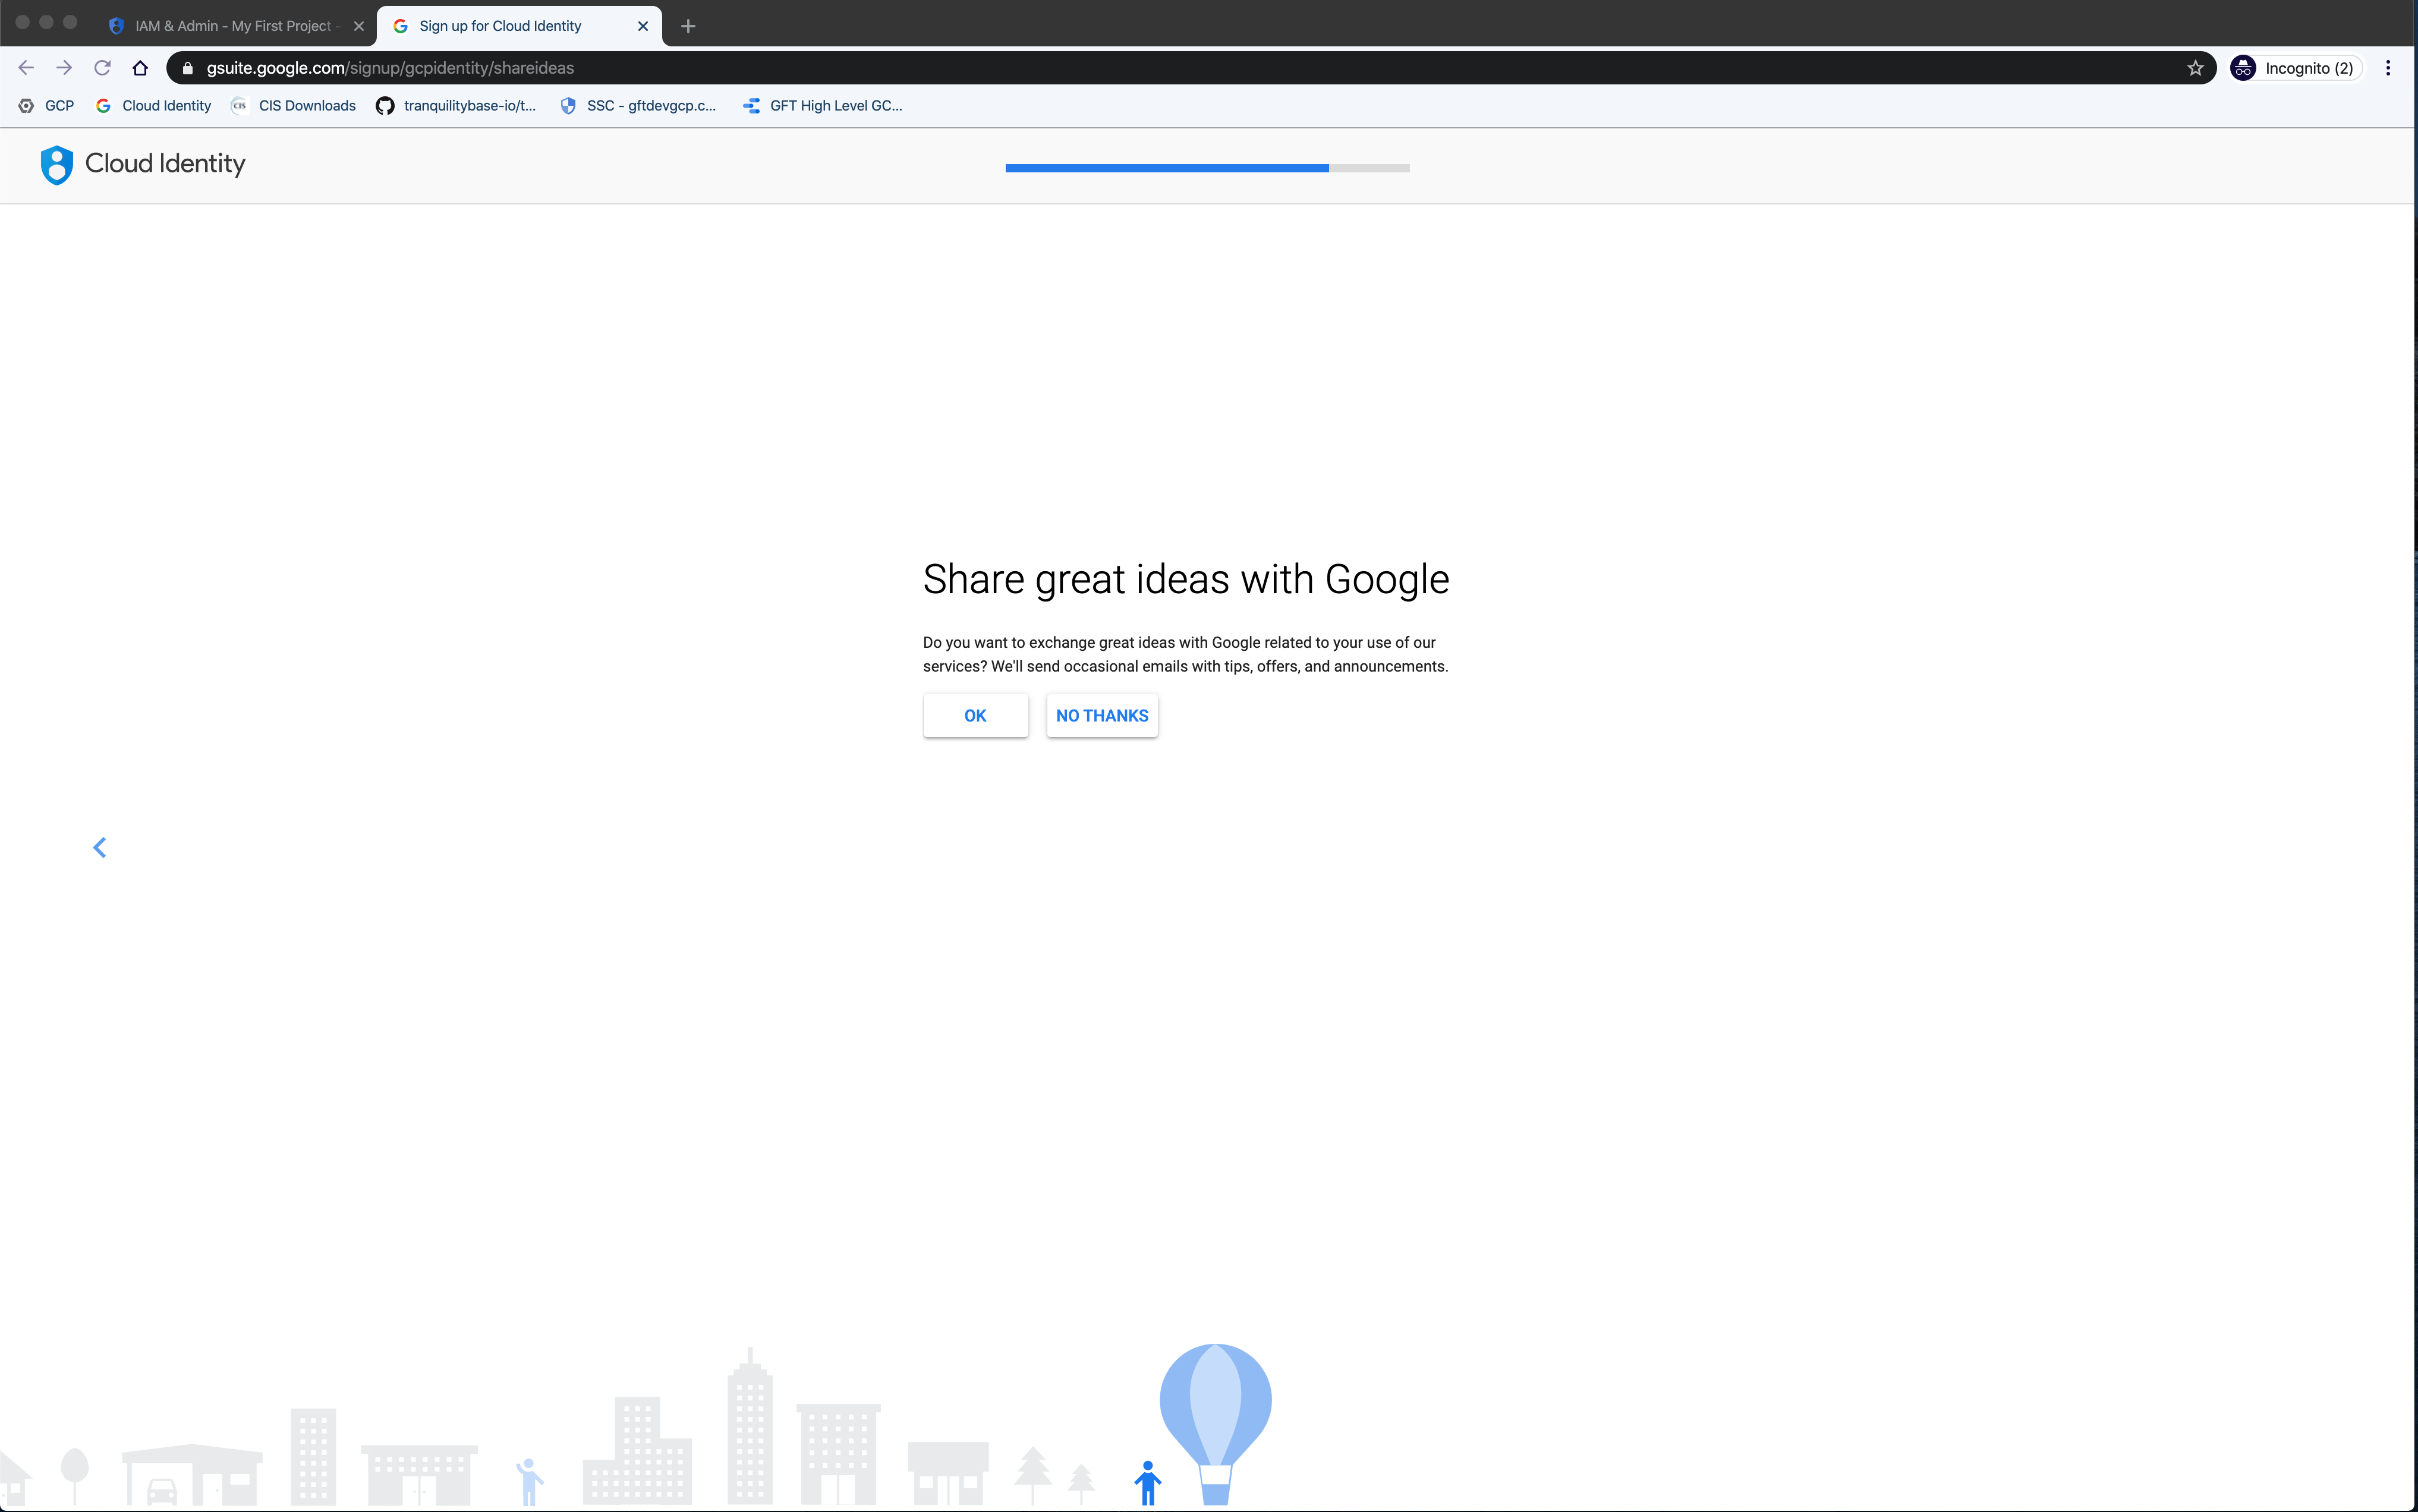 IAM & Admin - My First Project -
Sign up for Cloud Identity
gsuite.google.com/signup/gcpidentity/shareideas
Incognito (2)
GCP
Cloud Identity
CIS
CIS Downloads
tranquilitybase-io/t...
SSC - gftdevgcp.c...
GFT High Level GC...
Cloud Identity
Share great ideas with Google
Do you want to exchange great ideas with Google related to your use of our
services? We'll send occasional emails with tips, offers, and announcements.
OK
NO THANKS